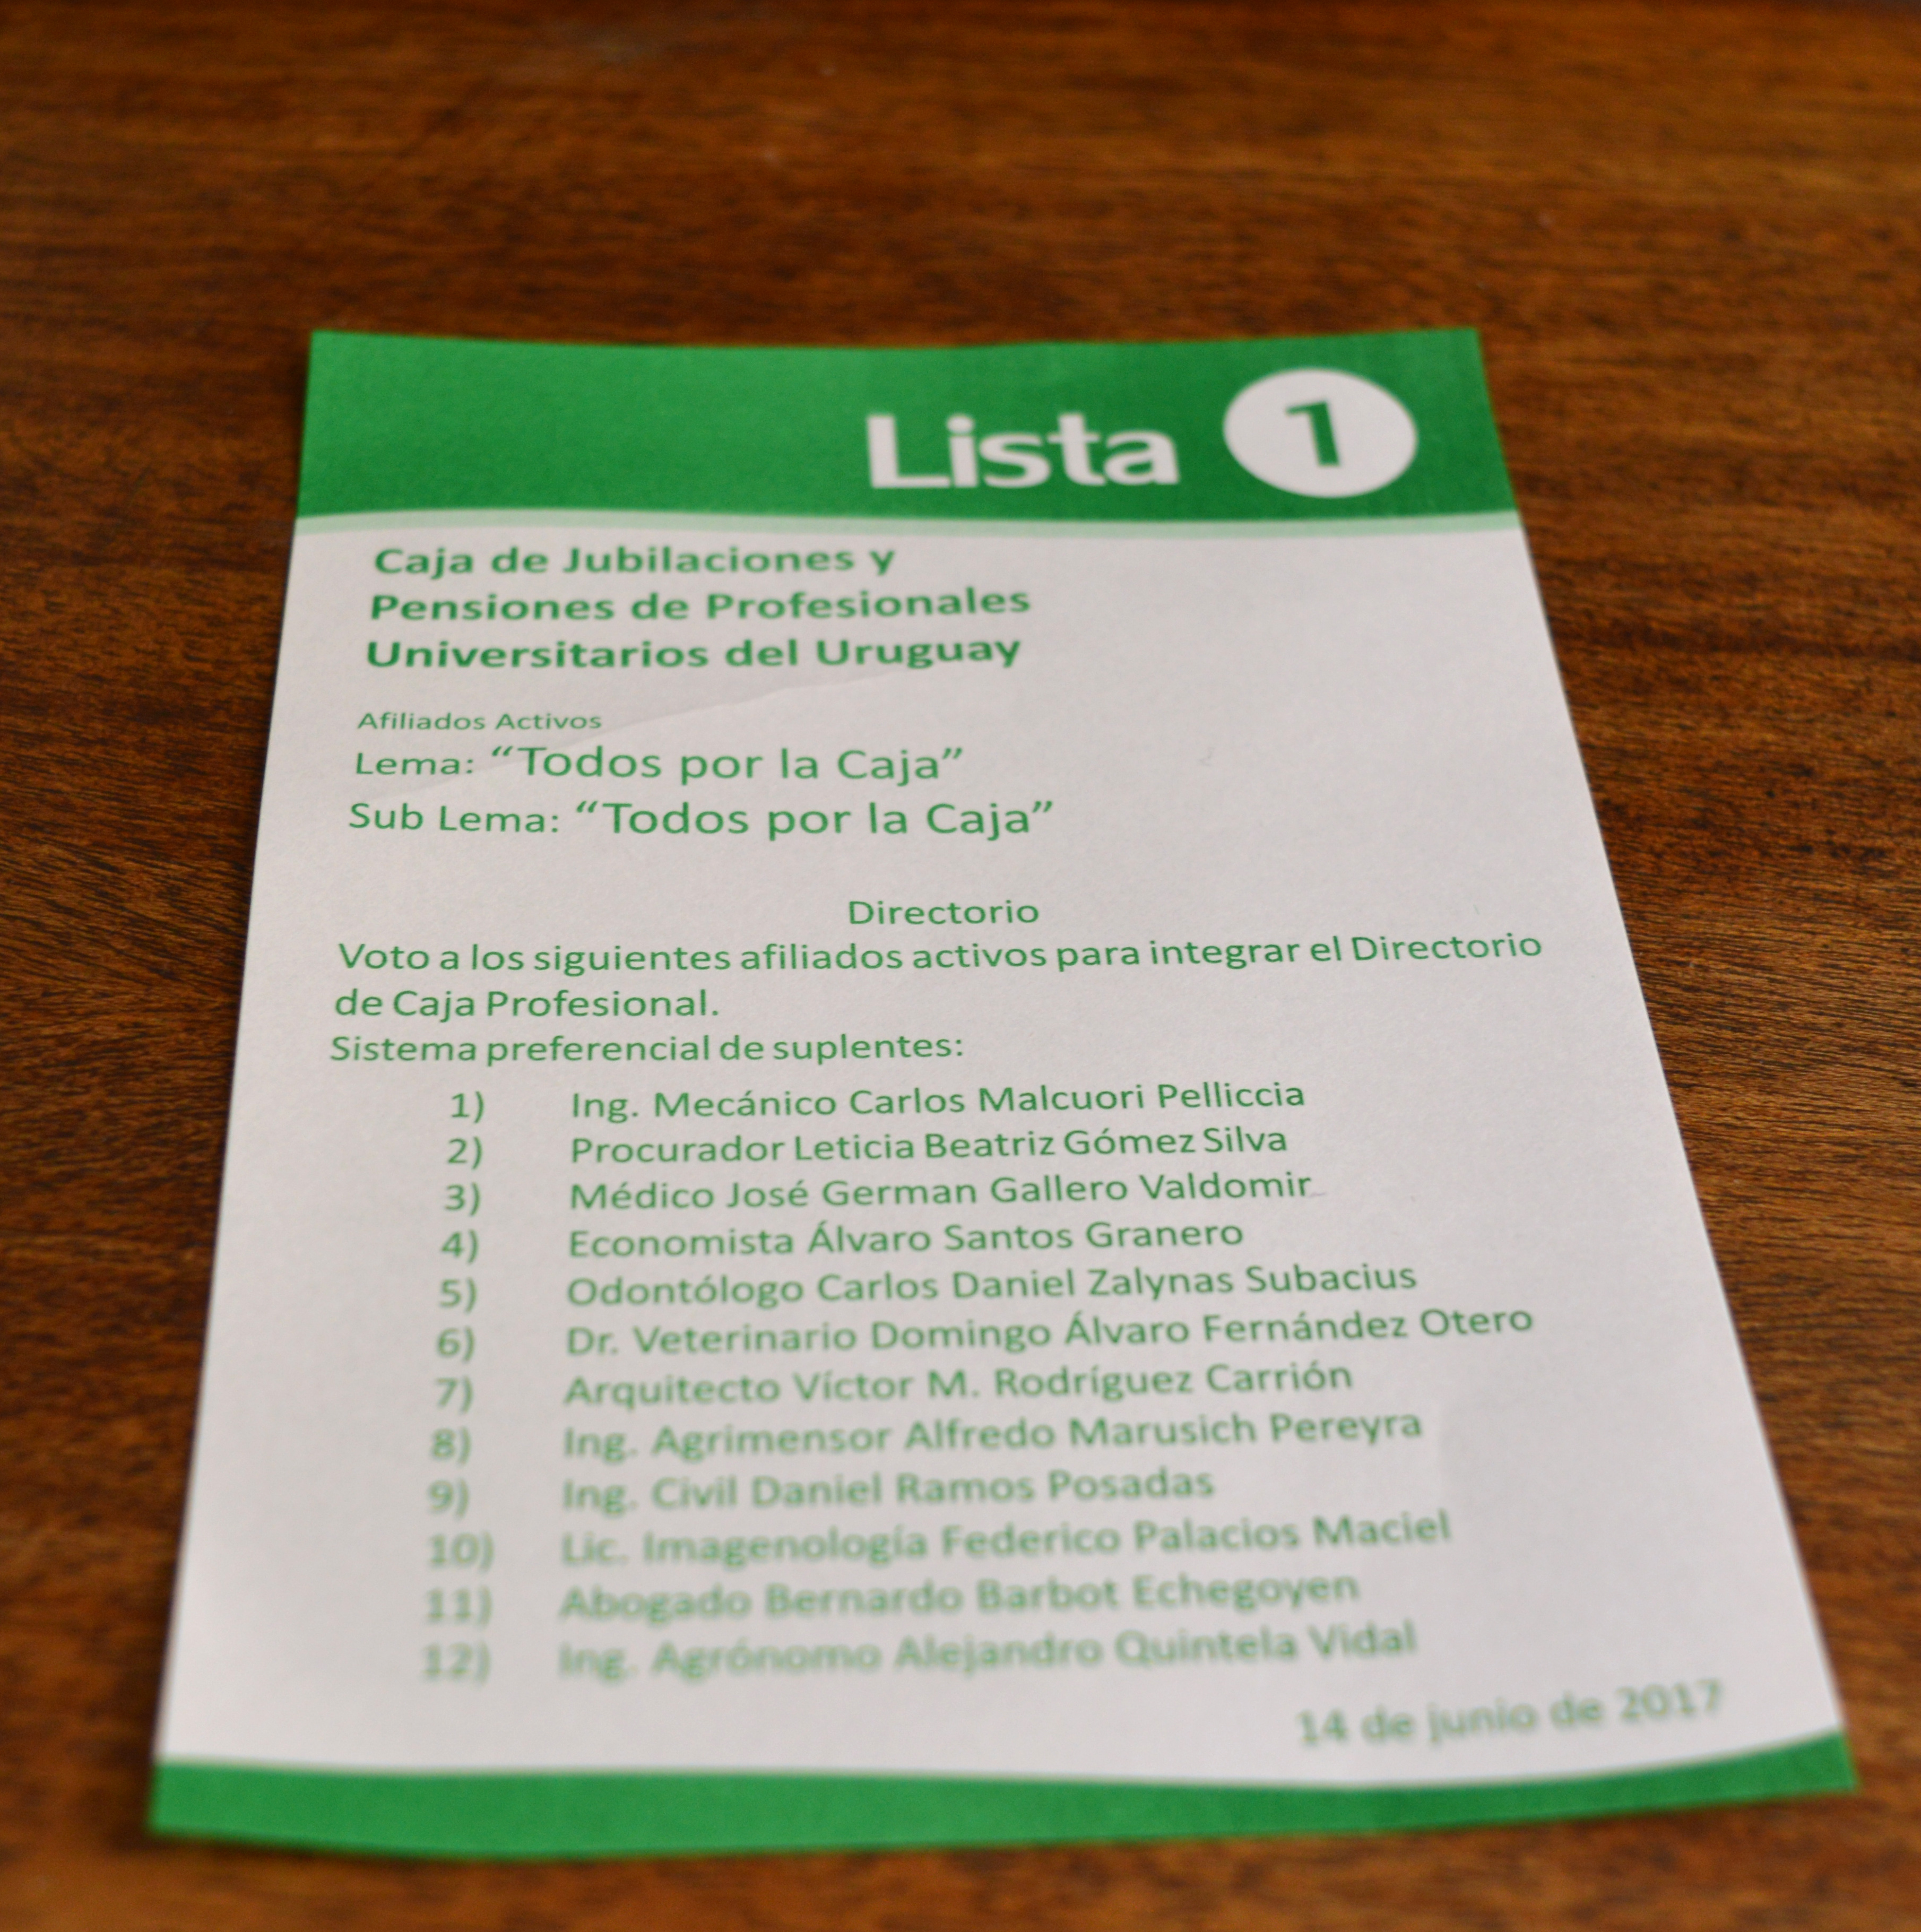 Lista 1
Caja de Jubilaciones y
Pensiones de Profesionales
Universitarios del Uruguay
Afiliados Activos
Lema: “Todos por la Caja”
Sub Lema: “Todos por la Caja”
Directorio
Voto a los siguientes afiliados activos para integrar el Directorio
de Caja Profesional.
Sistema preferencial de suplentes:
1) Ing. Mecánico Carlos Malcuori Pelliccia
2) Procurador Leticia Beatriz Gómez Silva
3) Médico José German Gallero Valdomir
4) Economista Álvaro Santos Granero
5) Odontólogo Carlos Daniel Zalynas Subacius
6) Dr. Veterinario Domingo Álvaro Fernández Otero
7) Arquitecto Víctor M. Rodríguez Carrión
8) Ing. Agrimensor Alfredo Marusich Pereyra
9) Ing. Civil Daniel Ramos Posadas
10) Lic. Imagenología Federico Palacios Maciel
11) Abogado Bernardo Barbot Echegoyen
12) Ing. Agrónomo Alejandro Quintela Vidal
14 de junio de 2017